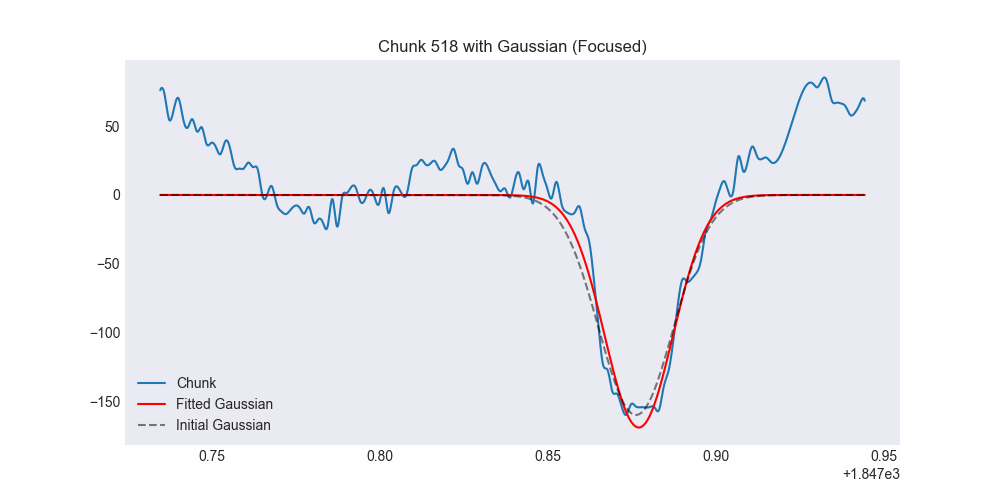 Chunk 518 with Gaussian (Focused)
50
0
−50
−100
−150
Chunk
Fitted Gaussian
Initial Gaussian
0.75 0.80 0.85 0.90 0.95
+1.847e3